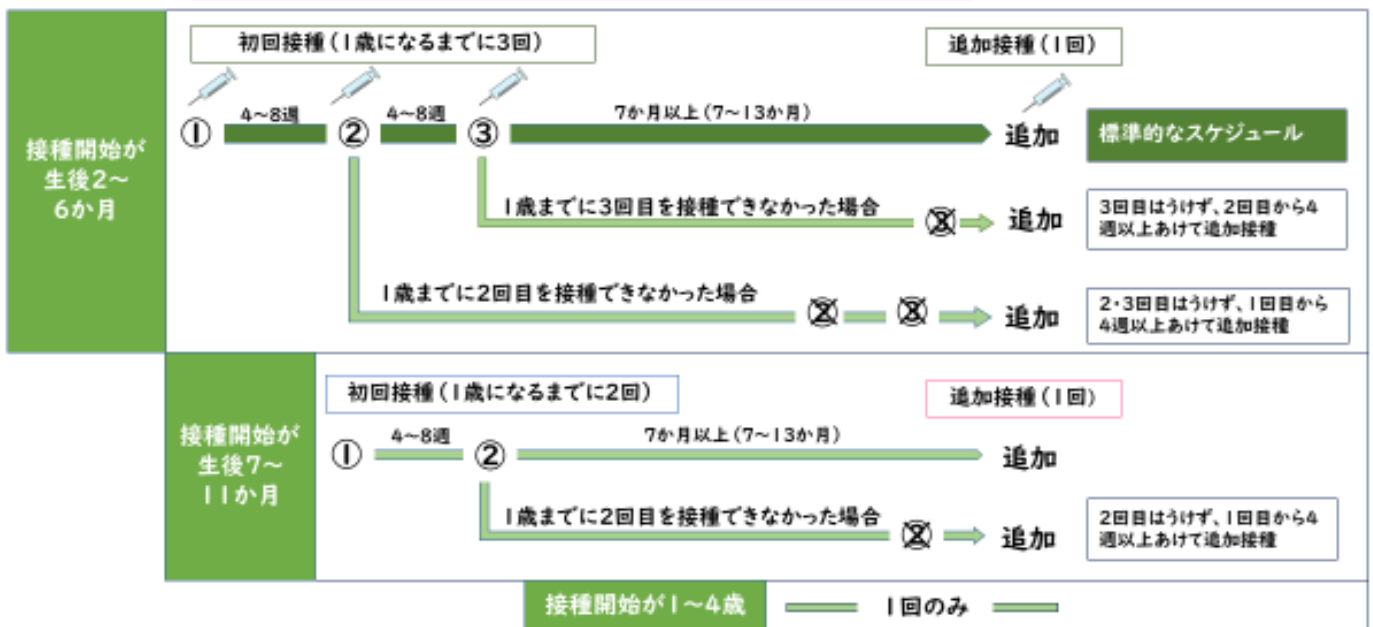 初回接種(1歳になるまでに3回)
追加接種(1回)
接種開始が
生後2~
6か月
① 4~8週 ② 4~8週 ③ 7か月以上(7~13か月) 追加
標準的なスケジュール
1歳までに3回目を接種できなかった場合 ③ 追加
3回目はうけず、2回目から4
週以上あけて追加接種
1歳までに2回目を接種できなかった場合 ② ③ 追加
2・3回目はうけず、1回目から
4週以上あけて追加接種
接種開始が
生後7~
11か月
初回接種(1歳になるまでに2回)
追加接種(1回)
① 4~8週 ② 7か月以上(7~13か月) 追加
1歳までに2回目を接種できなかった場合 ② 追加
2回目はうけず、1回目から4
週以上あけて追加接種
接種開始が1~4歳 1回のみ